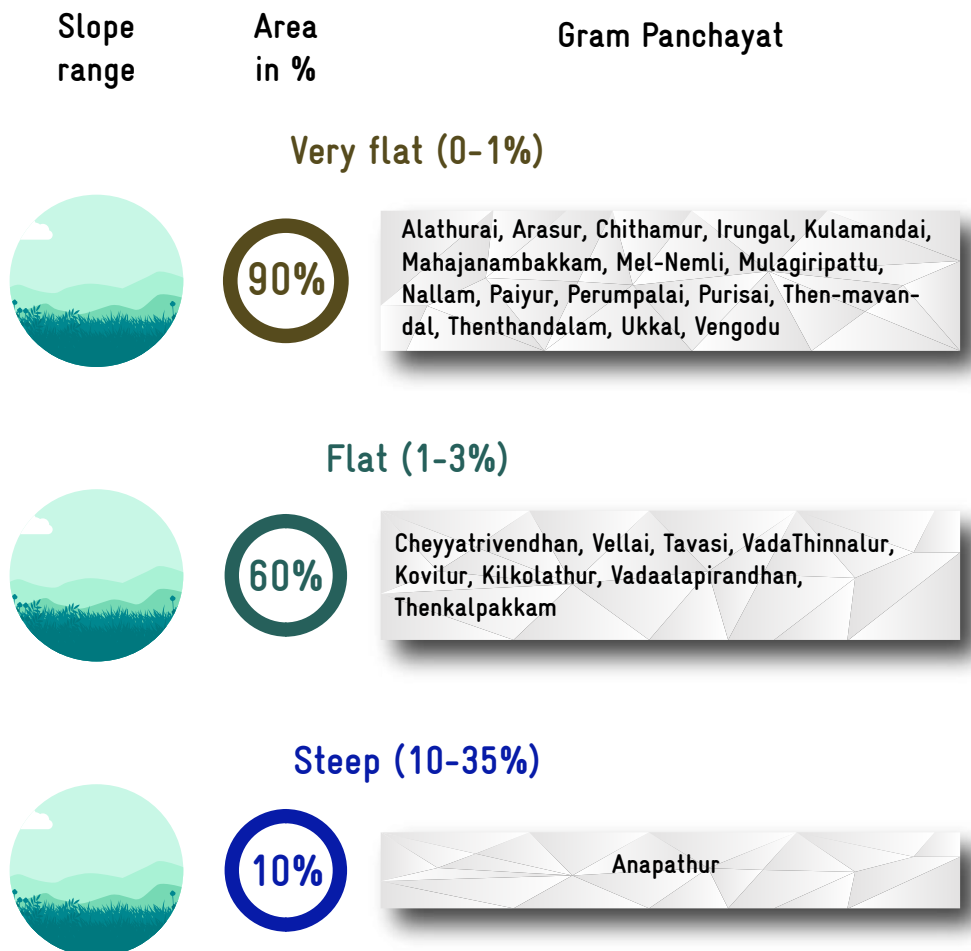 Slope
range
Area
in %
Gram Panchayat
Very flat (0-1%)
90%
Alathurai, Arasur, Chithamur, Irungal, Kulamandai,
Mahajanambakkam, Mel-Nemli, Mulagiripattu,
Nallam, Paiyur, Perumpalai, Purisai, Then-mavan-
dal, Thenthandalam, Ukkal, Vengodu
Flat (1-3%)
60%
Cheyyatrivendhan, Vellai, Tavasi, VadaThinnalur,
Kovilur, Kilkolathur, Vadaalapirandhan,
Thenkalpakkam
Steep (10-35%)
10%
Anapathur